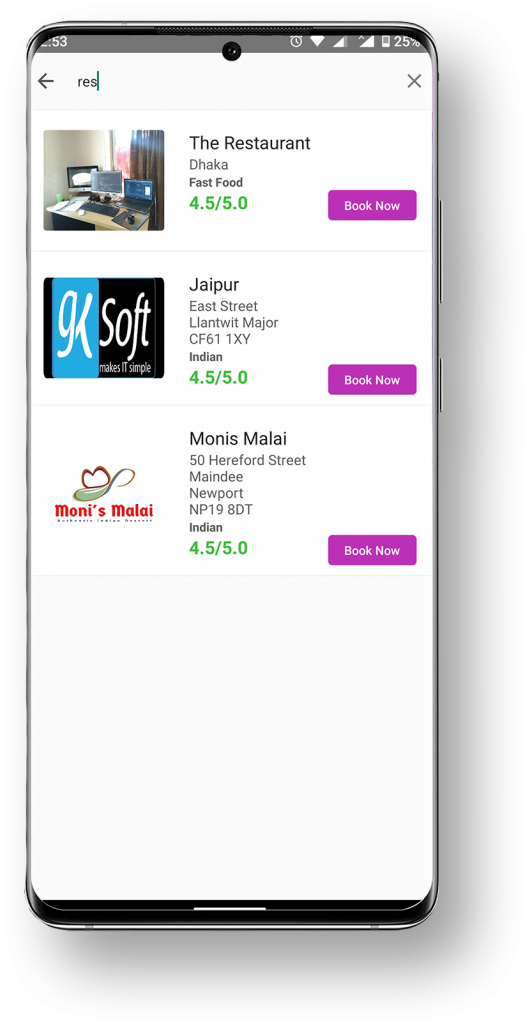 :53
25%
res
The Restaurant
Dhaka
Fast Food
4.5/5.0
Book Now
gk Soft
makes IT simple
Jaipur
East Street
Llantwit Major
CF61 1XY
Indian
4.5/5.0
Book Now
Moni's Malai
Authentic Indian Dessert
Monis Malai
50 Hereford Street
Maindee
Newport
NP19 8DT
Indian
4.5/5.0
Book Now